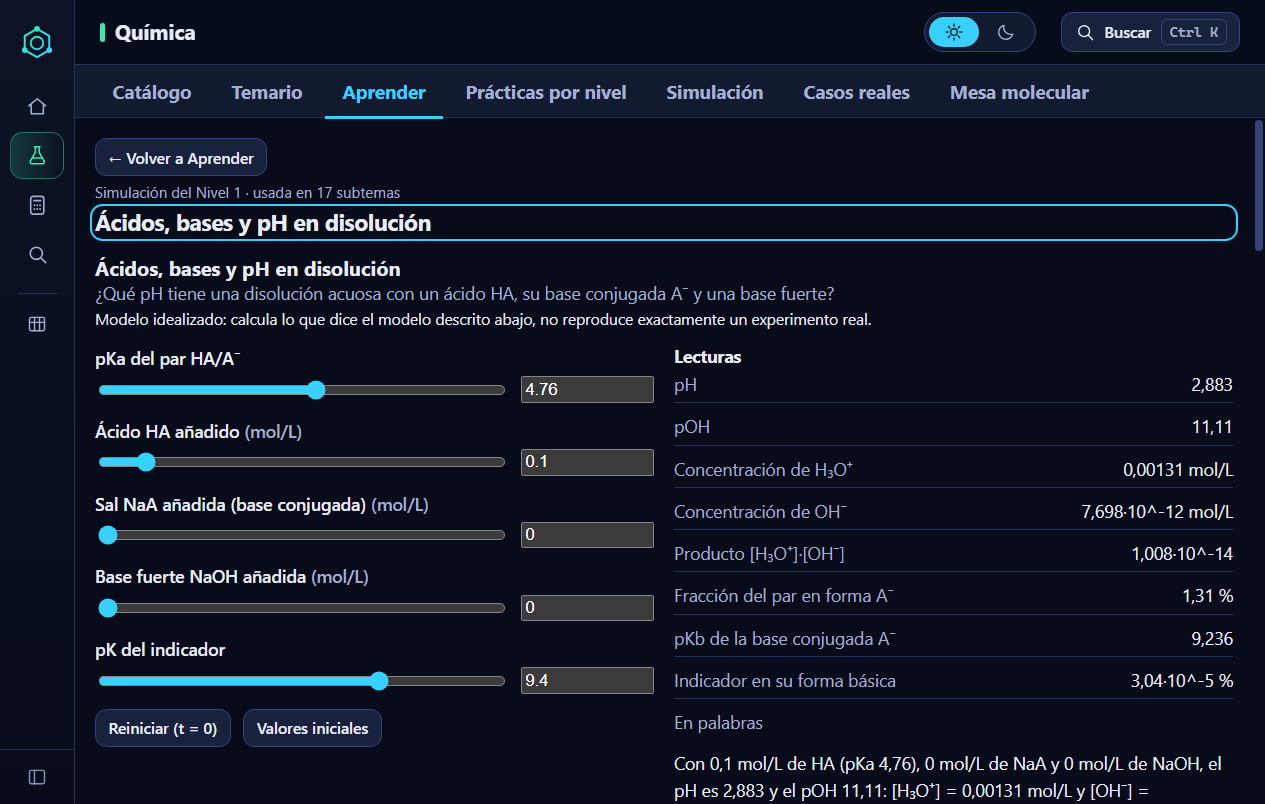 Química
Buscar Ctrl K
Catálogo Temario Aprender Prácticas por nivel Simulación Casos reales Mesa molecular
← Volver a Aprender
Simulación del Nivel 1 · usada en 17 subtemas
Ácidos, bases y pH en disolución
Ácidos, bases y pH en disolución
¿Qué pH tiene una disolución acuosa con un ácido HA, su base conjugada A⁻ y una base fuerte?
Modelo idealizado: calcula lo que dice el modelo descrito abajo, no reproduce exactamente un experimento real.
pKa del par HA/A⁻
4.76
Ácido HA añadido (mol/L)
0.1
Sal NaA añadida (base conjugada) (mol/L)
0
Base fuerte NaOH añadida (mol/L)
0
pK del indicador
9.4
Reiniciar (t = 0) Valores iniciales
Lecturas
pH 2,883
pOH 11,11
Concentración de H₃O⁺ 0,00131 mol/L
Concentración de OH⁻ 7,698·10^-12 mol/L
Producto [H₃O⁺]·[OH⁻] 1,008·10^-14
Fracción del par en forma A⁻ 1,31 %
pKb de la base conjugada A⁻ 9,236
Indicador en su forma básica 3,04·10^-5 %
En palabras
Con 0,1 mol/L de HA (pKa 4,76), 0 mol/L de NaA y 0 mol/L de NaOH, el
pH es 2,883 y el pOH 11,11: [H₃O⁺] = 0,00131 mol/L y [OH⁻] =